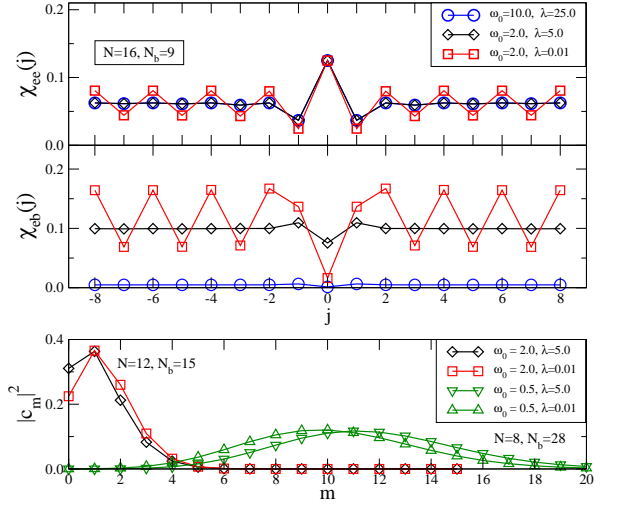 χee(j)
0.2
0.1
0.0
N=16, Nb=9
ω0=10.0, λ=25.0
ω0=2.0, λ=5.0
ω0=2.0, λ=0.01
χeb(j)
0.2
0.1
0.0
-8 -6 -4 -2 0 2 4 6 8
j
|cm|²
0.4
0.2
0.0
N=12, Nb=15
ω0 = 2.0, λ=5.0
ω0 = 2.0, λ=0.01
ω0 = 0.5, λ=5.0
ω0 = 0.5, λ=0.01
N=8, Nb=28
0 2 4 6 8 10 12 14 16 18 20
m